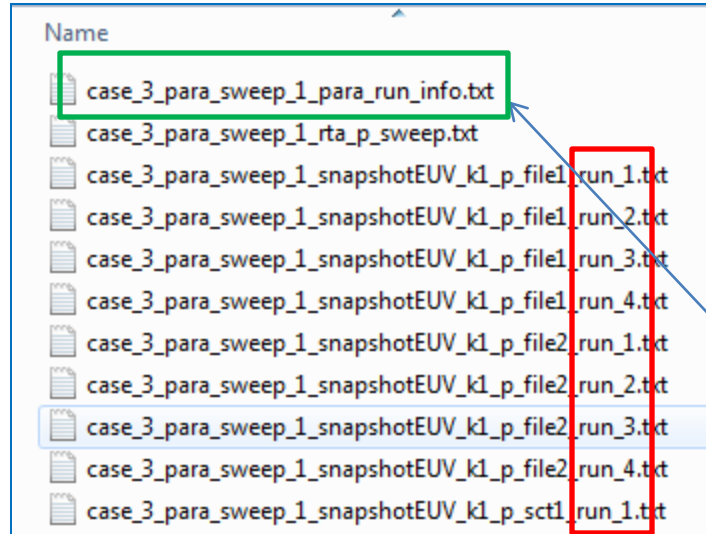 Name
case_3_para_sweep_1_para_run_info.txt
case_3_para_sweep_1_rta_p_sweep.txt
case_3_para_sweep_1_snapshotEUV_k1_p_file1_run_1.txt
case_3_para_sweep_1_snapshotEUV_k1_p_file1_run_2.txt
case_3_para_sweep_1_snapshotEUV_k1_p_file1_run_3.txt
case_3_para_sweep_1_snapshotEUV_k1_p_file1_run_4.txt
case_3_para_sweep_1_snapshotEUV_k1_p_file2_run_1.txt
case_3_para_sweep_1_snapshotEUV_k1_p_file2_run_2.txt
case_3_para_sweep_1_snapshotEUV_k1_p_file2_run_3.txt
case_3_para_sweep_1_snapshotEUV_k1_p_file2_run_4.txt
case_3_para_sweep_1_snapshotEUV_k1_p_sct1_run_1.txt